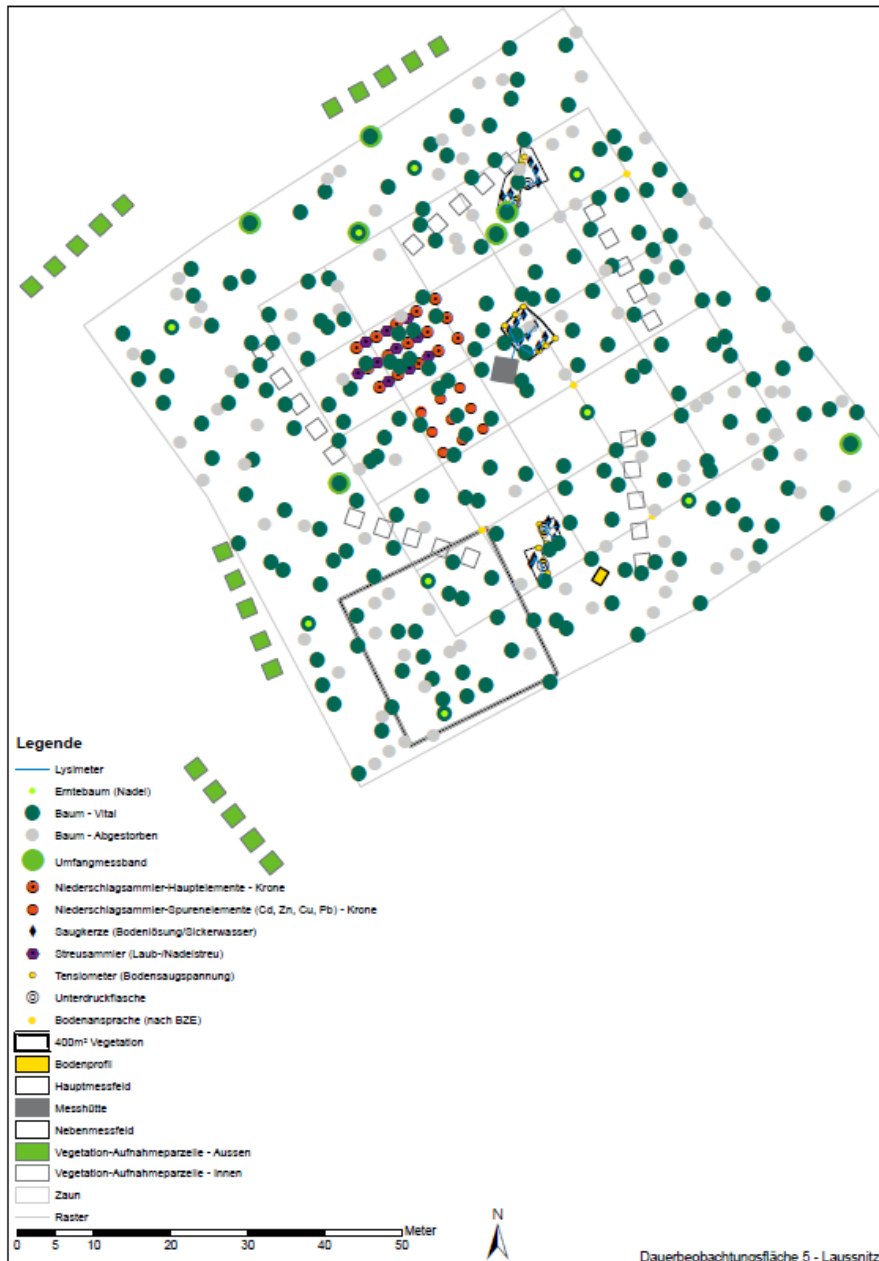 Legende
Lysimeter
Erntebaum (Nadel)
Baum - Vital
Baum - Abgestorben
Umfangmessband
Niederschlagsammler-Hauptelemente - Krone
Niederschlagsammler-Spurenelemente (Cd, Zn, Cu, Pb) - Krone
Saugkerze (Bodenlösung/Sickerwasser)
Streusammler (Laub-/Nadelstreu)
Tensiometer (Bodensaugspannung)
Unterdruckflasche
Bodenansprache (nach BZE)
400m² Vegetation
Bodenprofil
Hauptmessfeld
Messhütte
Nebenmessfeld
Vegetation-Aufnahmeparzelle - Aussen
Vegetation-Aufnahmeparzelle - Innen
Zaun
Raster
Meter
0 5 10 20 30 40 50
N
Dauerbeobachtungsfläche 5 - Laussnitz